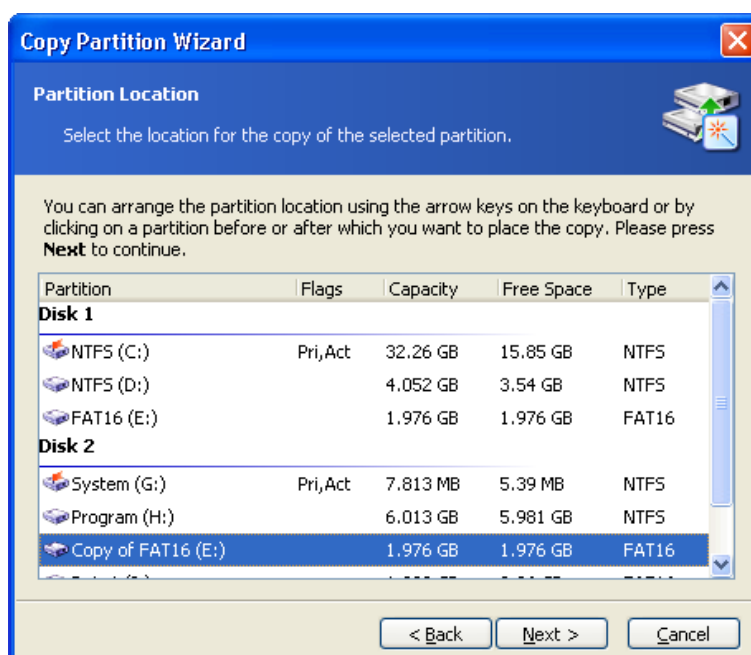 Copy Partition Wizard
Partition Location
Select the location for the copy of the selected partition.
You can arrange the partition location using the arrow keys on the keyboard or by
clicking on a partition before or after which you want to place the copy. Please press
Next to continue.
Partition Flags Capacity Free Space Type
Disk 1
NTFS (C:) Pri,Act 32.26 GB 15.85 GB NTFS
NTFS (D:) 4.052 GB 3.54 GB NTFS
FAT16 (E:) 1.976 GB 1.976 GB FAT16
Disk 2
System (G:) Pri,Act 7.813 MB 5.39 MB NTFS
Program (H:) 6.013 GB 5.981 GB NTFS
Copy of FAT16 (E:) 1.976 GB 1.976 GB FAT16
< Back Next > Cancel